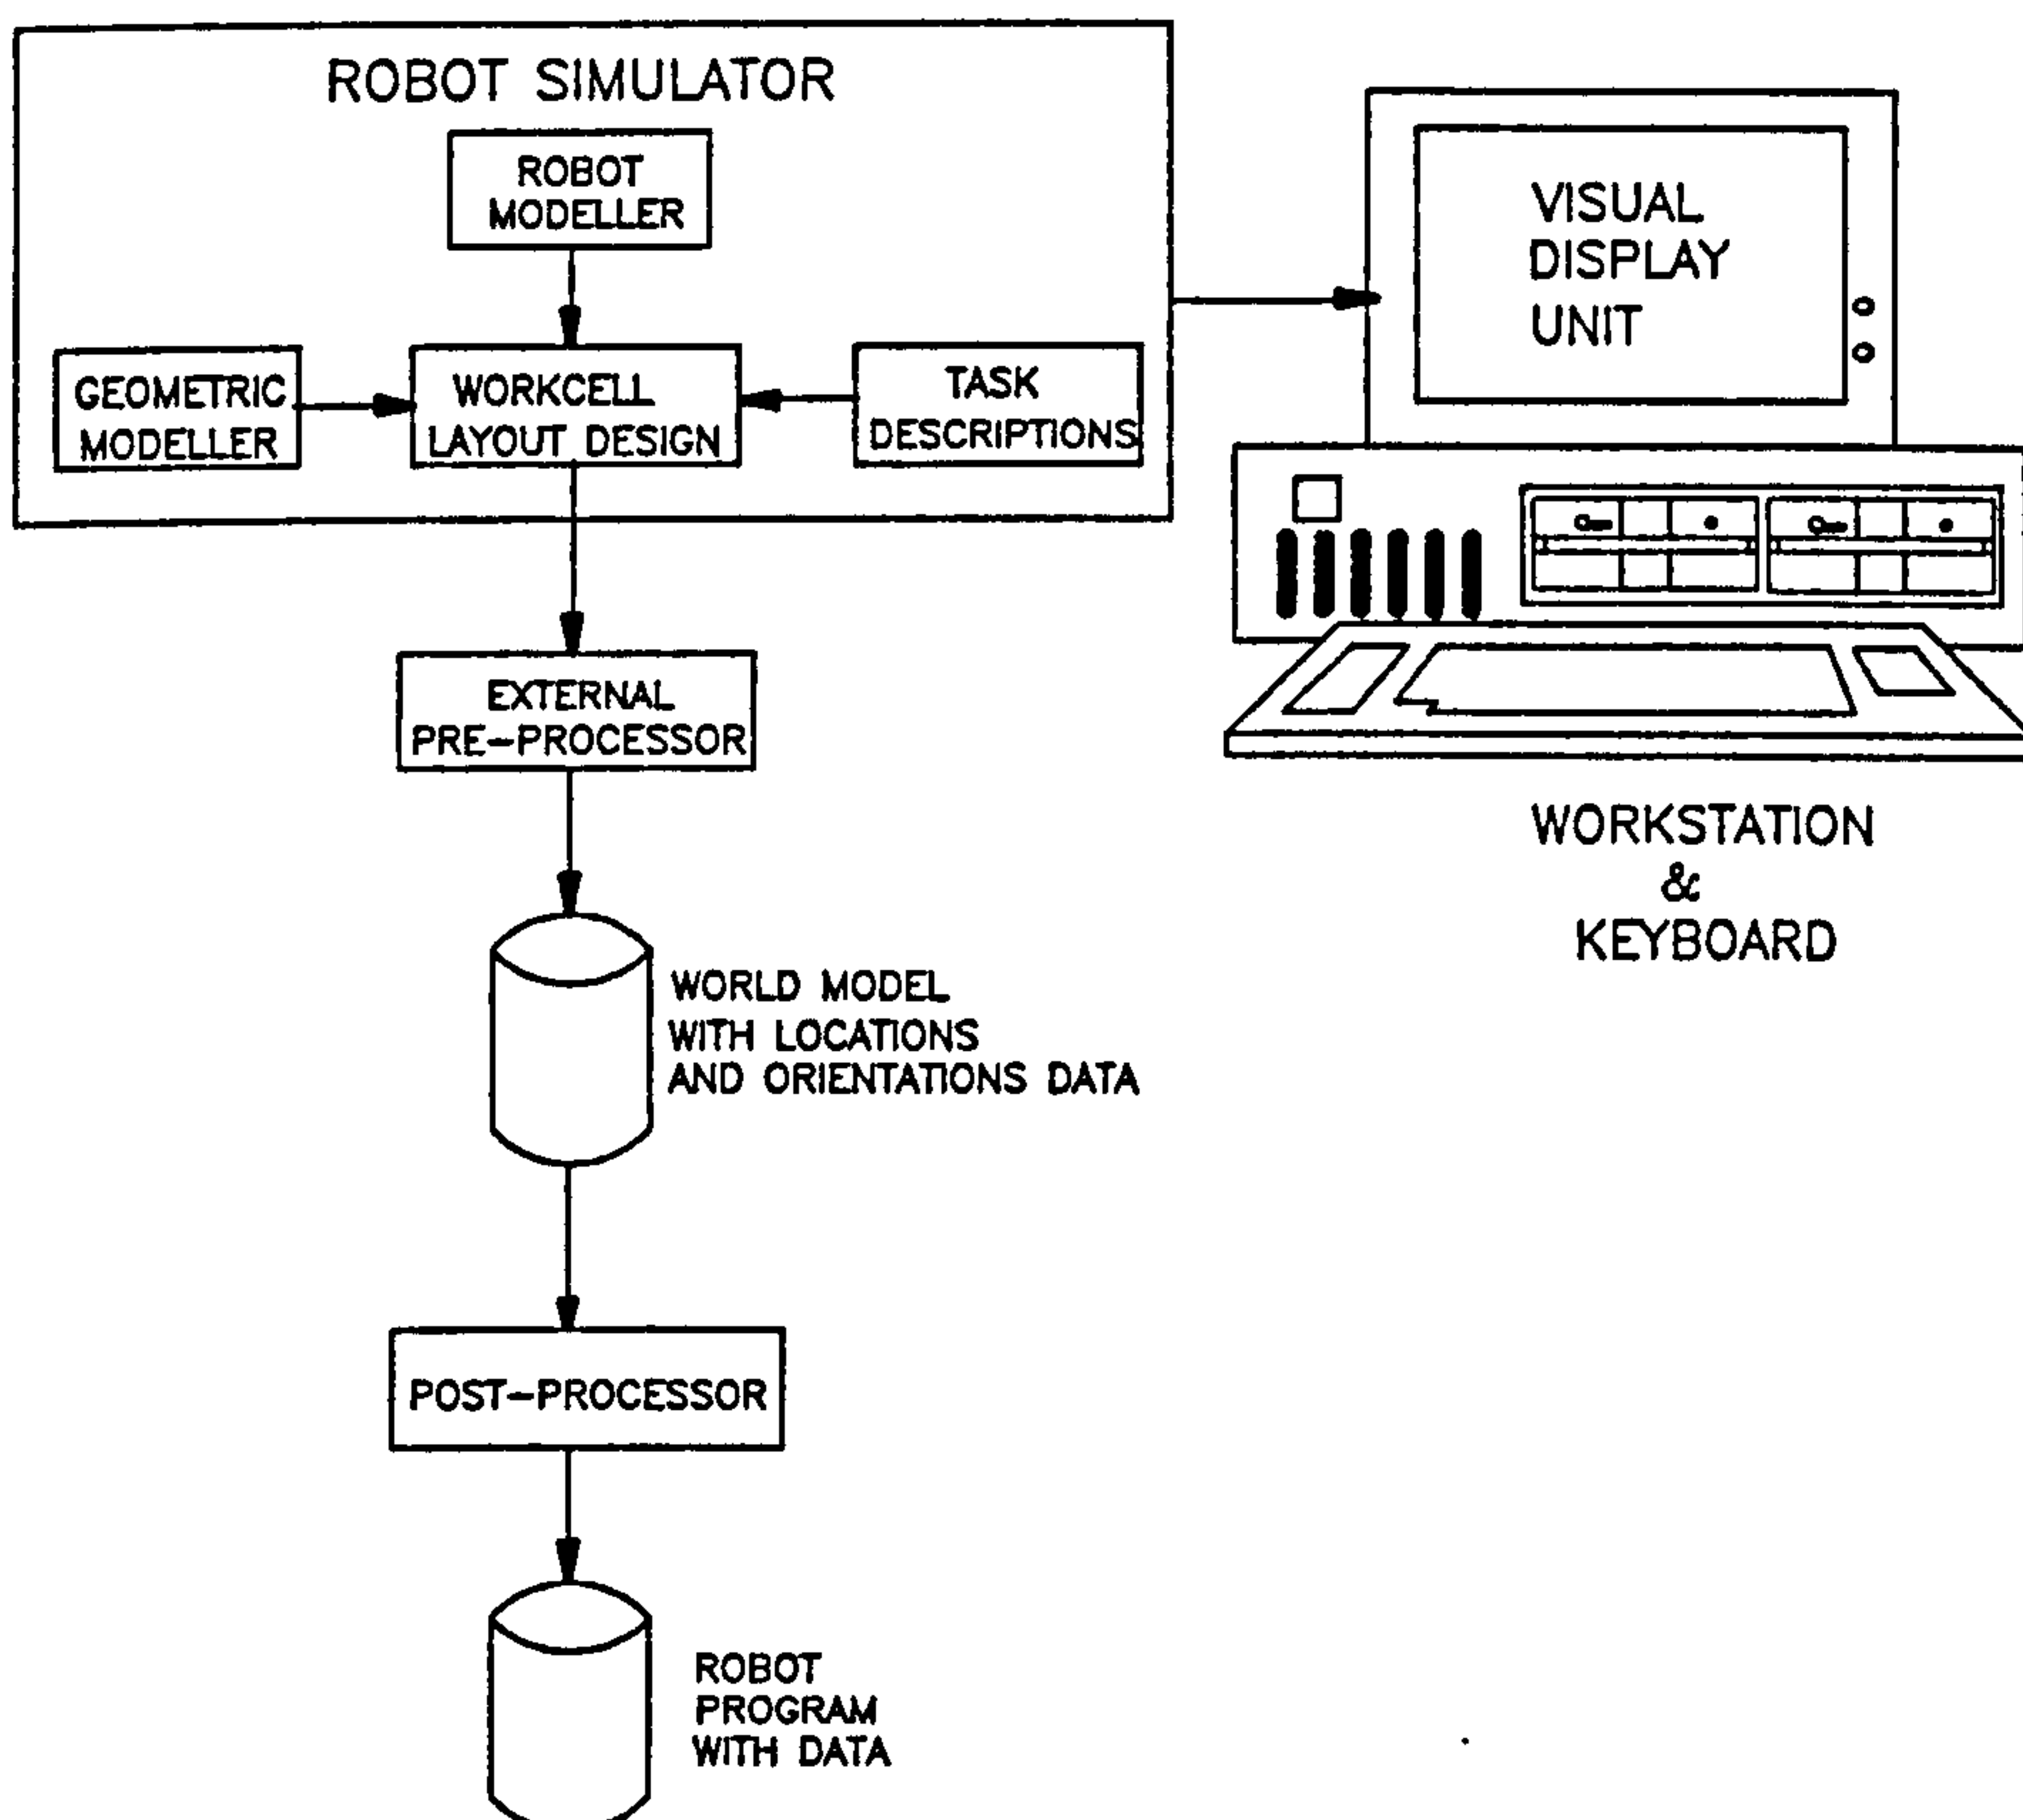 ROBOT SIMULATOR
ROBOT
MODELLER
GEOMETRIC
MODELLER
WORKCELL
LAYOUT DESIGN
TASK
DESCRIPTIONS
VISUAL
DISPLAY
UNIT
WORKSTATION
&
KEYBOARD
EXTERNAL
PRE-PROCESSOR
WORLD MODEL
WITH LOCATIONS
AND ORIENTATIONS DATA
POST-PROCESSOR
ROBOT
PROGRAM
WITH DATA